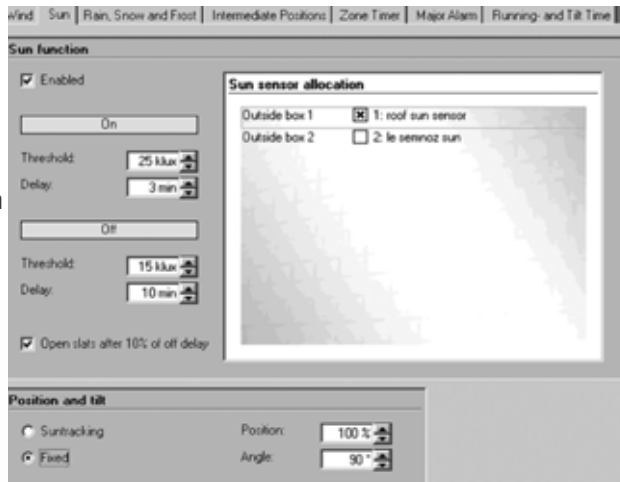 Wind Sun Rain, Snow and Frost Intermediate Positions Zone Timer Major Alarm Running- and Tilt Time
Sun function
Enabled
On
Threshold: 25 klux
Delay: 3 min
Off
Threshold: 15 klux
Delay: 10 min
Open slats after 10% of off delay
Sun sensor allocation
Outside box 1 1: roof sun sensor
Outside box 2 2: le semnoz sun
Position and tilt
Suntracking
Fixed
Position: 100 %
Angle: 90 °